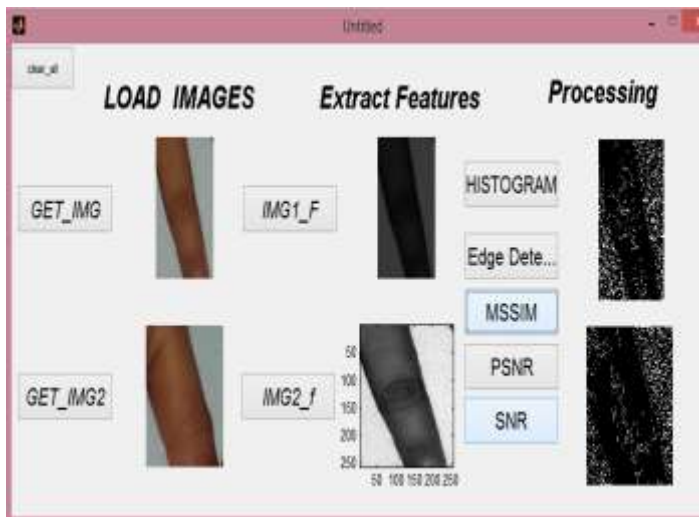 Untitled
clear_all
LOAD IMAGES
Extract Features
Processing
GET_IMG
IMG1_F
HISTOGRAM
Edge Dete...
MSSIM
GET_IMG2
IMG2_f
PSNR
SNR
50
100
150
200
250
50 100 150 200 250